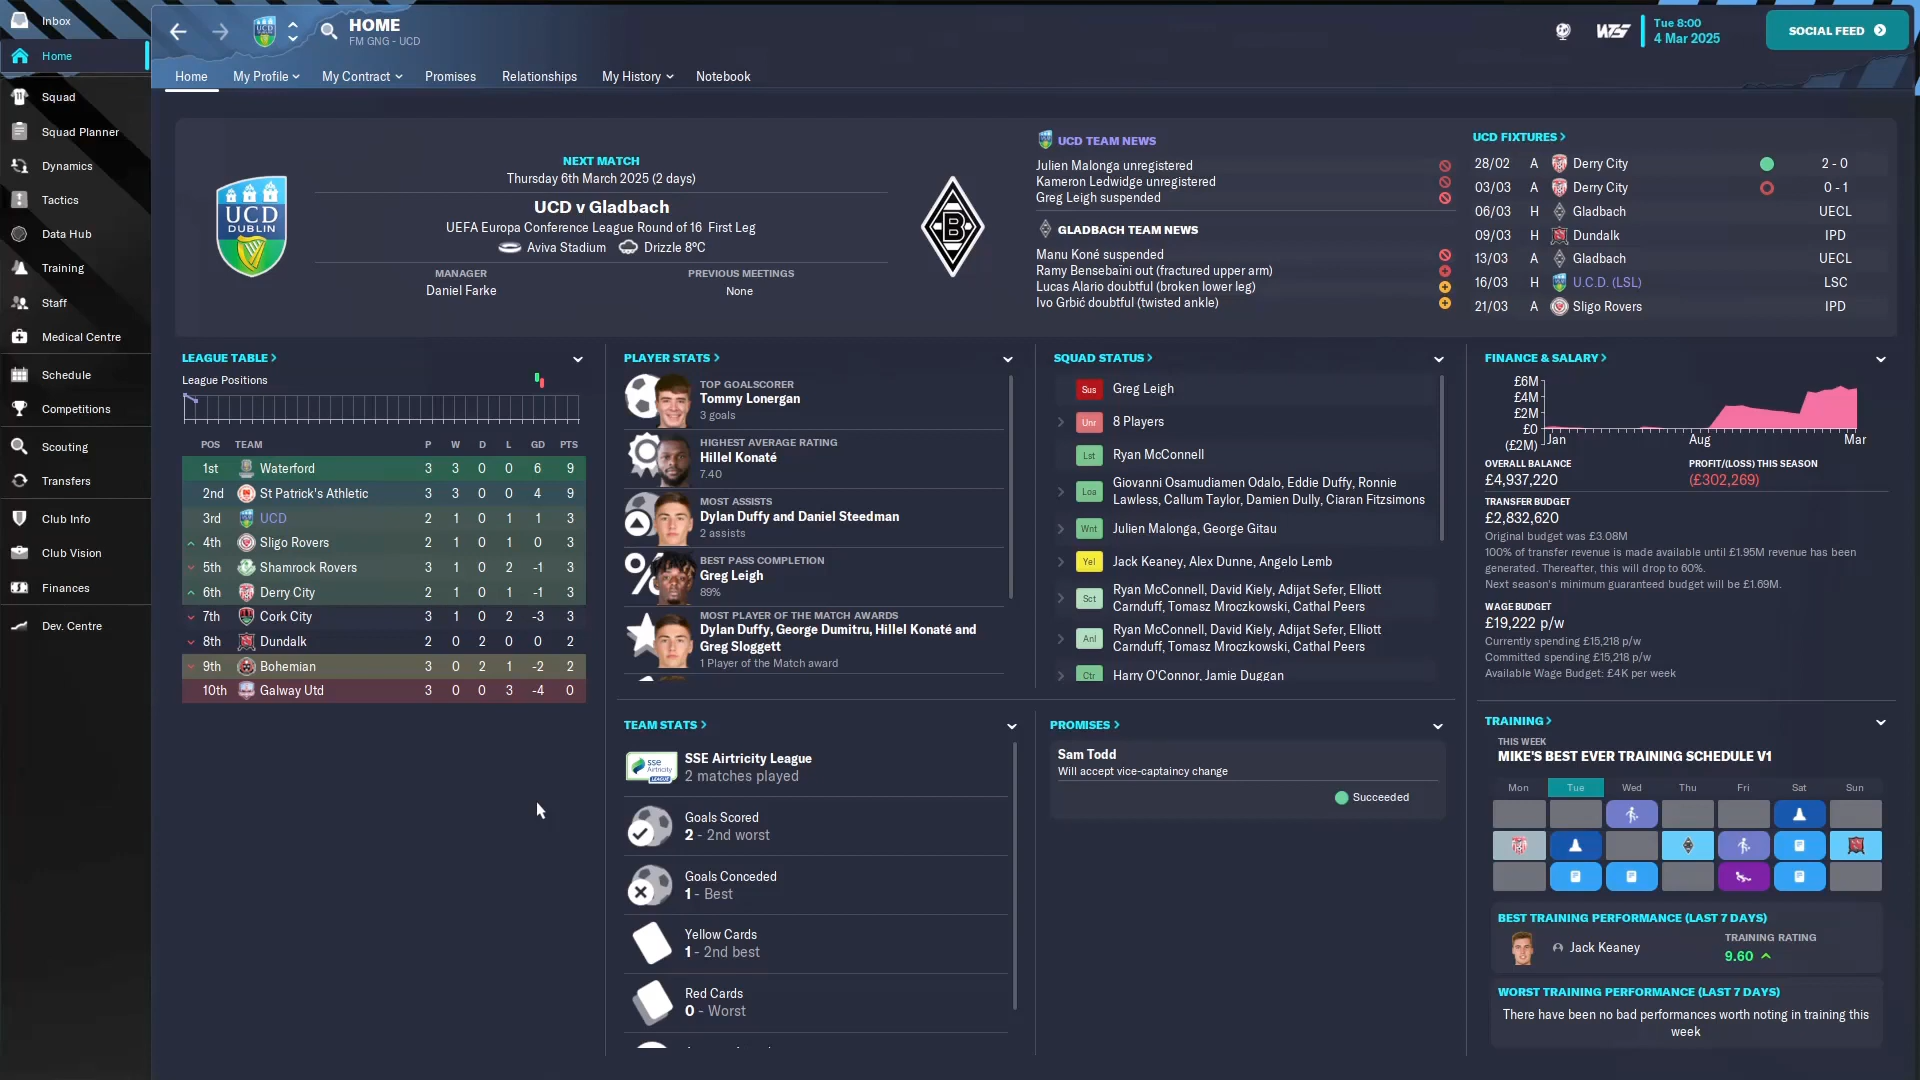 Inbox
Home
Squad
Squad Planner
Dynamics
Tactics
Data Hub
Training
Staff
Medical Centre
Schedule
Competitions
Scouting
Transfers
Club Info
Club Vision
Finances
Dev. Centre
HOME
FM GNG - UCD
Tue 8:00
4 Mar 2025
SOCIAL FEED
Home
My Profile
My Contract
Promises
Relationships
My History
Notebook
UCD
DUBLIN
NEXT MATCH
Thursday 6th March 2025 (2 days)
UCD v Gladbach
UEFA Europa Conference League Round of 16 First Leg
Aviva Stadium Drizzle 8ºC
MANAGER
Daniel Farke
PREVIOUS MEETINGS
None
UCD TEAM NEWS
Julien Malonga unregistered
Kameron Ledwidge unregistered
Greg Leigh suspended
GLADBACH TEAM NEWS
Manu Koné suspended
Ramy Bensebaïni out (fractured upper arm)
Lucas Alario doubtful (broken lower leg)
Ivo Grbić doubtful (twisted ankle)
UCD FIXTURES
28/02 A Derry City 2 - 0
03/03 A Derry City 0 - 1
06/03 H Gladbach UECL
09/03 H Dundalk IPD
13/03 A Gladbach UECL
16/03 H U.C.D. (LSL) LSC
21/03 A Sligo Rovers IPD
LEAGUE TABLE
League Positions
POS TEAM P W D L GD PTS
1st Waterford 3 3 0 0 6 9
2nd St Patrick's Athletic 3 3 0 0 4 9
3rd UCD 2 1 0 1 1 3
4th Sligo Rovers 2 1 0 1 0 3
5th Shamrock Rovers 3 1 0 2 -1 3
6th Derry City 2 1 0 1 -1 3
7th Cork City 3 1 0 2 -3 3
8th Dundalk 2 0 2 0 0 2
9th Bohemian 3 0 2 1 -2 2
10th Galway Utd 3 0 0 3 -4 0
PLAYER STATS
TOP GOALSCORER
Tommy Lonergan
3 goals
HIGHEST AVERAGE RATING
Hillel Konaté
7.40
MOST ASSISTS
Dylan Duffy and Daniel Steedman
2 assists
BEST PASS COMPLETION
Greg Leigh
89%
MOST PLAYER OF THE MATCH AWARDS
Dylan Duffy, George Dumitru, Hillel Konaté and
Greg Sloggett
1 Player of the Match award
SQUAD STATUS
Sus Greg Leigh
Unr 8 Players
Lst Ryan McConnell
Loa Giovanni Osamudiamen Odalo, Eddie Duffy, Ronnie
Lawless, Callum Taylor, Damien Dully, Ciaran Fitzsimons
Wnt Julien Malonga, George Gitau
Yel Jack Keaney, Alex Dunne, Angelo Lemb
Sct Ryan McConnell, David Kiely, Adijat Sefer, Elliott
Carnduff, Tomasz Mroczkowski, Cathal Peers
Anl Ryan McConnell, David Kiely, Adijat Sefer, Elliott
Carnduff, Tomasz Mroczkowski, Cathal Peers
Ctr Harry O'Connor, Jamie Duggan
FINANCE & SALARY
£6M
£4M
£2M
£0
(£2M)
Jan Aug Mar
OVERALL BALANCE
£4,937,220
PROFIT/(LOSS) THIS SEASON
(£302,269)
TRANSFER BUDGET
£2,832,620
Original budget was £3.08M
100% of transfer revenue is made available until £1.95M revenue has been
generated. Thereafter, this will drop to 60%.
Next season's minimum guaranteed budget will be £1.69M.
WAGE BUDGET
£19,222 p/w
Currently spending £15,218 p/w
Committed spending £15,218 p/w
Available Wage Budget: £4K per week
TEAM STATS
sse
Airtricity
LEAGUE
SSE Airtricity League
2 matches played
Goals Scored
2 - 2nd worst
Goals Conceded
1 - Best
Yellow Cards
1 - 2nd best
Red Cards
0 - Worst
PROMISES
Sam Todd
Will accept vice-captaincy change
Succeeded
TRAINING
THIS WEEK
MIKE'S BEST EVER TRAINING SCHEDULE V1
Mon Tue Wed Thu Fri Sat Sun
BEST TRAINING PERFORMANCE (LAST 7 DAYS)
Jack Keaney
TRAINING RATING
9.60
WORST TRAINING PERFORMANCE (LAST 7 DAYS)
There have been no bad performances worth noting in training this
week